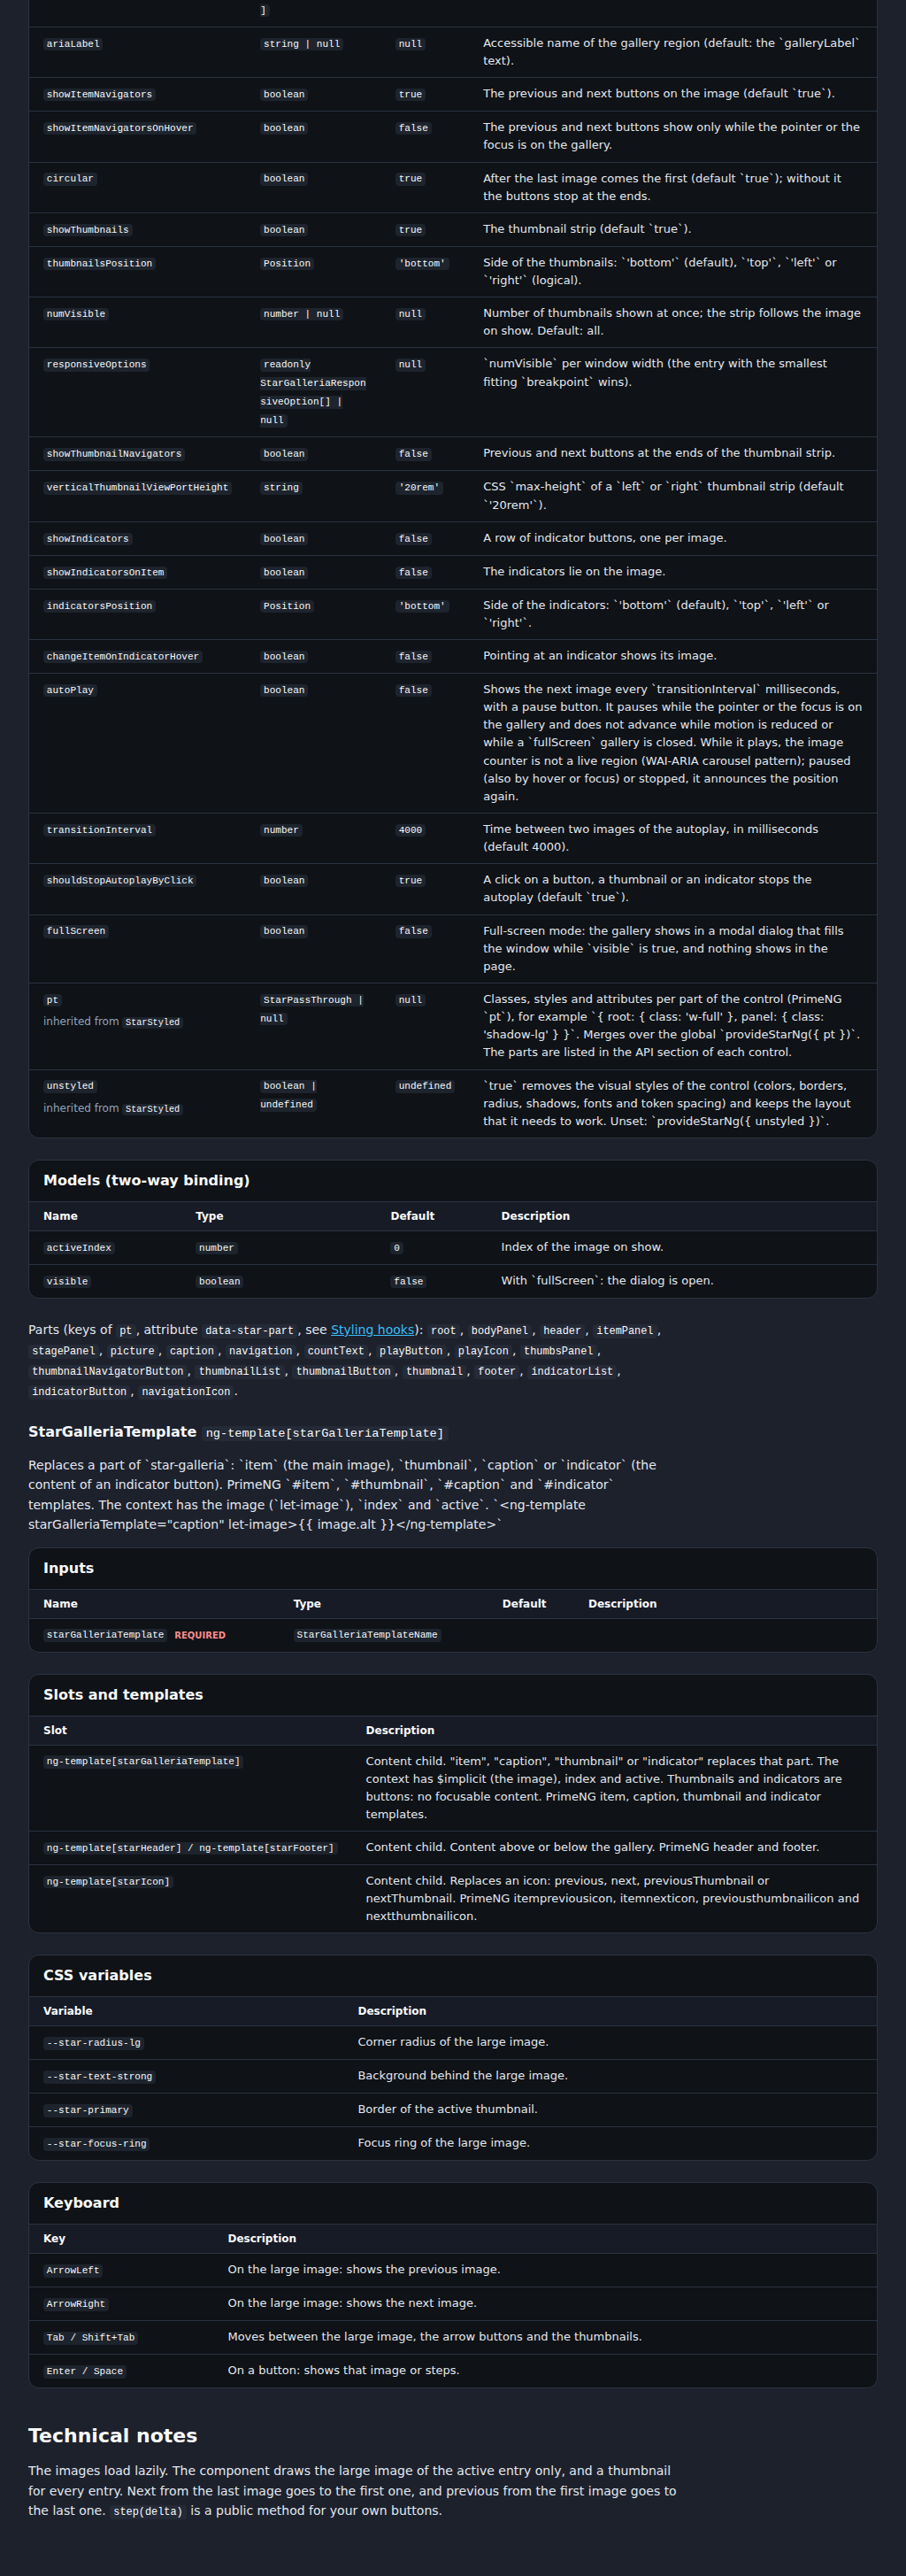 ]
ariaLabel string | null null Accessible name of the gallery region (default: the `galleryLabel`
text).
showItemNavigators boolean true The previous and next buttons on the image (default `true`).
showItemNavigatorsOnHover boolean false The previous and next buttons show only while the pointer or the
focus is on the gallery.
circular boolean true After the last image comes the first (default `true`); without it
the buttons stop at the ends.
showThumbnails boolean true The thumbnail strip (default `true`).
thumbnailsPosition Position 'bottom' Side of the thumbnails: `'bottom'` (default), `'top'`, `'left'` or
`'right'` (logical).
numVisible number | null null Number of thumbnails shown at once; the strip follows the image
on show. Default: all.
responsiveOptions readonly null `numVisible` per window width (the entry with the smallest
StarGalleriaRespon fitting `breakpoint` wins).
siveOption[] |
null
showThumbnailNavigators boolean false Previous and next buttons at the ends of the thumbnail strip.
verticalThumbnailViewPortHeight string '20rem' CSS `max-height` of a `left` or `right` thumbnail strip (default
`'20rem'`).
showIndicators boolean false A row of indicator buttons, one per image.
showIndicatorsOnItem boolean false The indicators lie on the image.
indicatorsPosition Position 'bottom' Side of the indicators: `'bottom'` (default), `'top'`, `'left'` or
`'right'`.
changeItemOnIndicatorHover boolean false Pointing at an indicator shows its image.
autoPlay boolean false Shows the next image every `transitionInterval` milliseconds,
with a pause button. It pauses while the pointer or the focus is on
the gallery and does not advance while motion is reduced or
while a `fullScreen` gallery is closed. While it plays, the image
counter is not a live region (WAI-ARIA carousel pattern); paused
(also by hover or focus) or stopped, it announces the position
again.
transitionInterval number 4000 Time between two images of the autoplay, in milliseconds
(default 4000).
shouldStopAutoplayByClick boolean true A click on a button, a thumbnail or an indicator stops the
autoplay (default `true`).
fullScreen boolean false Full-screen mode: the gallery shows in a modal dialog that fills
the window while `visible` is true, and nothing shows in the
page.
pt StarPassThrough | null Classes, styles and attributes per part of the control (PrimeNG
inherited from StarStyled null `pt`), for example `{ root: { class: 'w-full' }, panel: { class:
'shadow-lg' } }`. Merges over the global `provideStarNg({ pt })`.
The parts are listed in the API section of each control.
unstyled boolean | undefined `true` removes the visual styles of the control (colors, borders,
inherited from StarStyled undefined radius, shadows, fonts and token spacing) and keeps the layout
that it needs to work. Unset: `provideStarNg({ unstyled })`.
Models (two-way binding)
Name Type Default Description
activeIndex number 0 Index of the image on show.
visible boolean false With `fullScreen`: the dialog is open.
Parts (keys of pt, attribute data-star-part, see Styling hooks): root, bodyPanel, header, itemPanel,
stagePanel, picture, caption, navigation, countText, playButton, playIcon, thumbsPanel,
thumbnailNavigatorButton, thumbnailList, thumbnailButton, thumbnail, footer, indicatorList,
indicatorButton, navigationIcon.
StarGalleriaTemplate ng-template[starGalleriaTemplate]
Replaces a part of `star-galleria`: `item` (the main image), `thumbnail`, `caption` or `indicator` (the
content of an indicator button). PrimeNG `#item`, `#thumbnail`, `#caption` and `#indicator`
templates. The context has the image (`let-image`), `index` and `active`. `<ng-template
starGalleriaTemplate="caption" let-image>{{ image.alt }}</ng-template>`
Inputs
Name Type Default Description
starGalleriaTemplate REQUIRED StarGalleriaTemplateName
Slots and templates
Slot Description
ng-template[starGalleriaTemplate] Content child. "item", "caption", "thumbnail" or "indicator" replaces that part. The
context has $implicit (the image), index and active. Thumbnails and indicators are
buttons: no focusable content. PrimeNG item, caption, thumbnail and indicator
templates.
ng-template[starHeader] / ng-template[starFooter] Content child. Content above or below the gallery. PrimeNG header and footer.
ng-template[starIcon] Content child. Replaces an icon: previous, next, previousThumbnail or
nextThumbnail. PrimeNG itempreviousicon, itemnexticon, previousthumbnailicon and
nextthumbnailicon.
CSS variables
Variable Description
--star-radius-lg Corner radius of the large image.
--star-text-strong Background behind the large image.
--star-primary Border of the active thumbnail.
--star-focus-ring Focus ring of the large image.
Keyboard
Key Description
ArrowLeft On the large image: shows the previous image.
ArrowRight On the large image: shows the next image.
Tab / Shift+Tab Moves between the large image, the arrow buttons and the thumbnails.
Enter / Space On a button: shows that image or steps.
Technical notes
The images load lazily. The component draws the large image of the active entry only, and a thumbnail
for every entry. Next from the last image goes to the first one, and previous from the first image goes to
the last one. step(delta) is a public method for your own buttons.